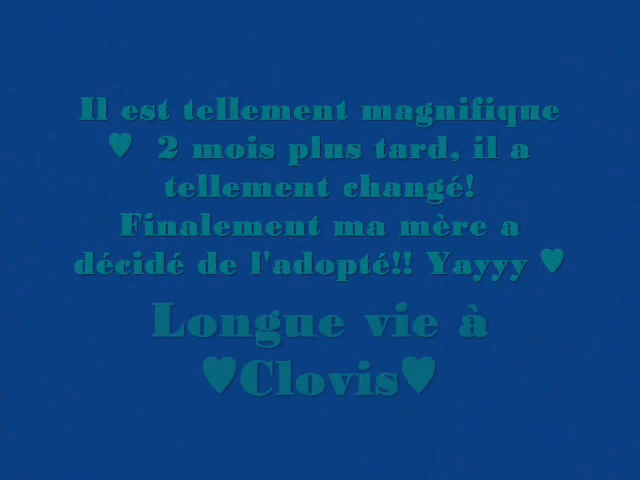 Il est tellement magnifique
♥ 2 mois plus tard, il a
tellement changé!
Finalement ma mère a
décidé de l'adopté!! Yayyy ♥
Longue vie à
♥Clovis♥